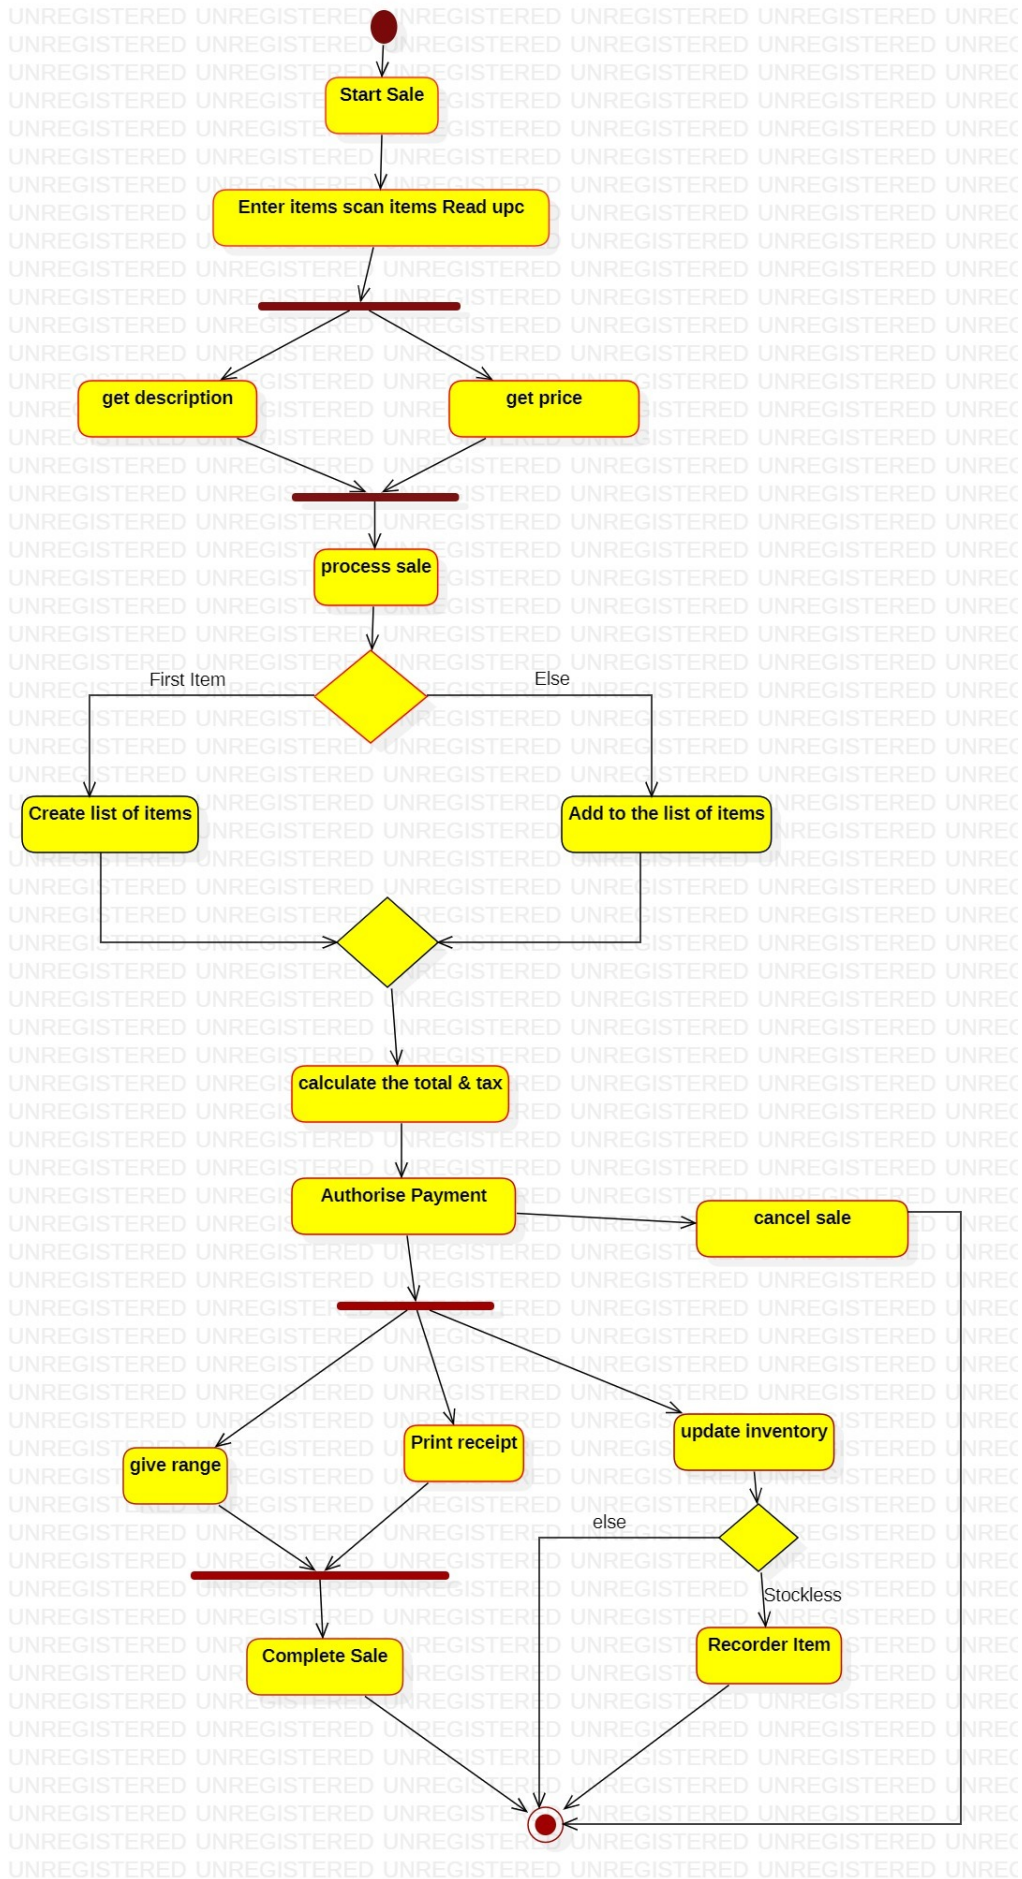 Start Sale
Enter items scan items Read upc
get description
get price
process sale
First Item
Else
Create list of items
Add to the list of items
calculate the total & tax
Authorise Payment
cancel sale
update inventory
Print receipt
give range
else
Stockless
Recorder Item
Complete Sale
UNREGISTERED